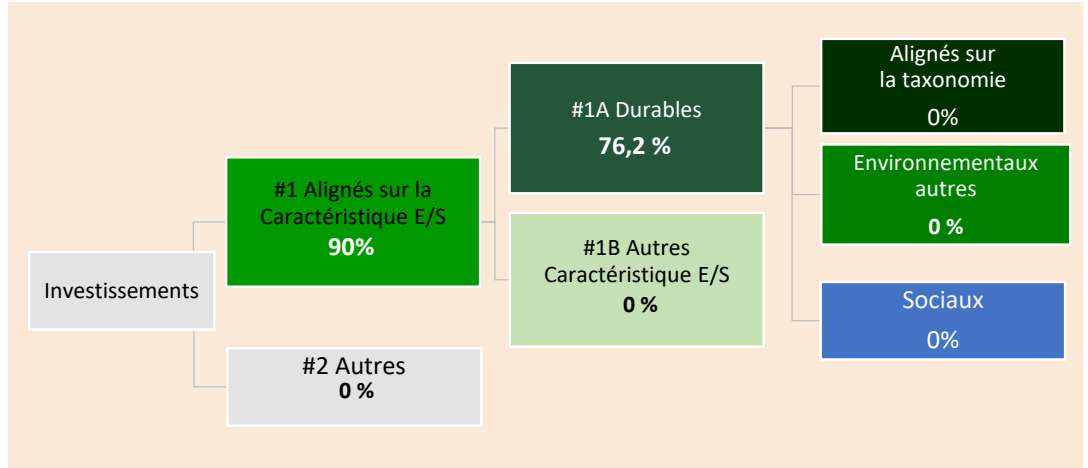 Investissements
#1 Alignés sur la
Caractéristique E/S
90%
#2 Autres
0 %
#1A Durables
76,2 %
#1B Autres
Caractéristique E/S
0 %
Alignés sur
la taxonomie
0%
Environnementaux
autres
0 %
Sociaux
0%